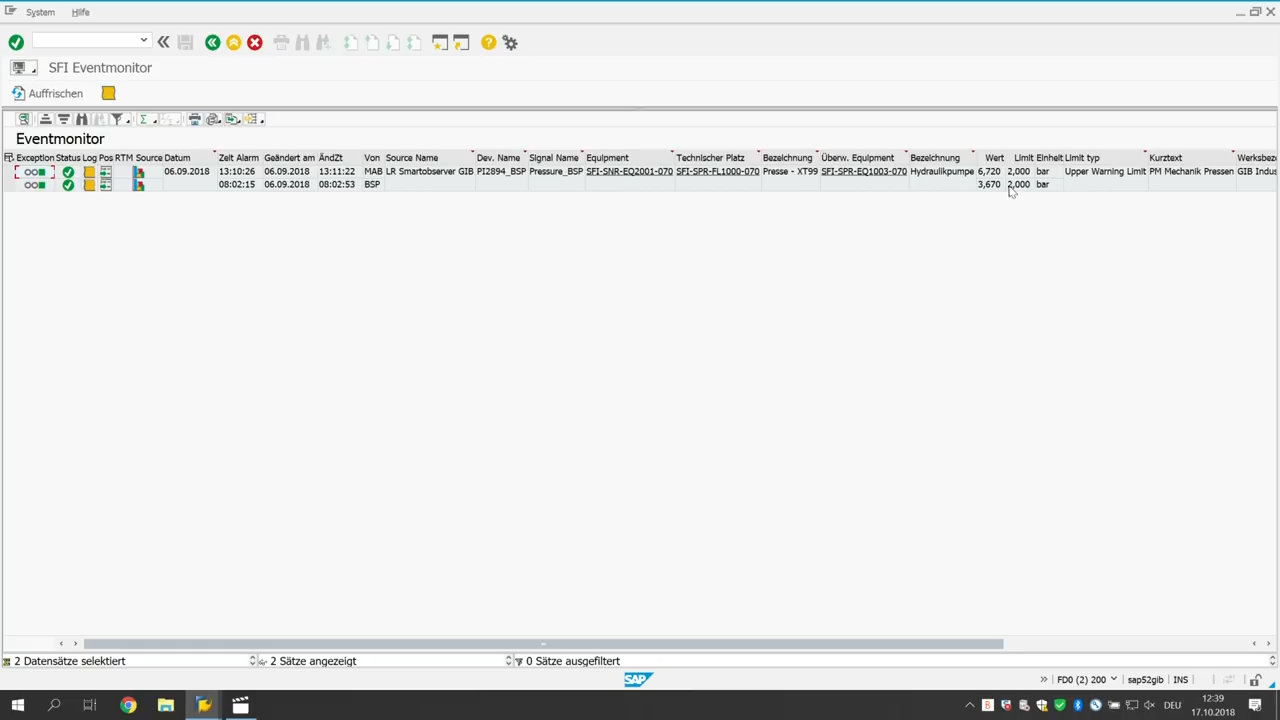 System Hilfe
SFI Eventmonitor
Auffrischen
Eventmonitor
Exception Status Log Pos RTM Source Datum Zeit Alarm Geändert am ÄndZt Von Source Name Dev. Name Signal Name Equipment Technischer Platz Bezeichnung Überw. Equipment Bezeichnung Wert Limit Einheit Limit typ Kurztext Werksbez
06.09.2018 13:10:26 06.09.2018 13:11:22 MAB LR Smartobserver GIB PI2894_BSP Pressure_BSP SFI-SNR-EQ2001-070 SFI-SPR-FL1000-070 Presse - XT99 SFI-SPR-EQ1003-070 Hydraulikpumpe 6,720 2,000 bar Upper Warning Limit PM Mechanik Pressen GIB Indus
08:02:15 06.09.2018 08:02:53 BSP 3,670 2,000 bar
2 Datensätze selektiert 2 Sätze angezeigt 0 Sätze ausgefiltert
SAP FD0 (2) 200 sap52gib INS
DEU 12:39
17.10.2018